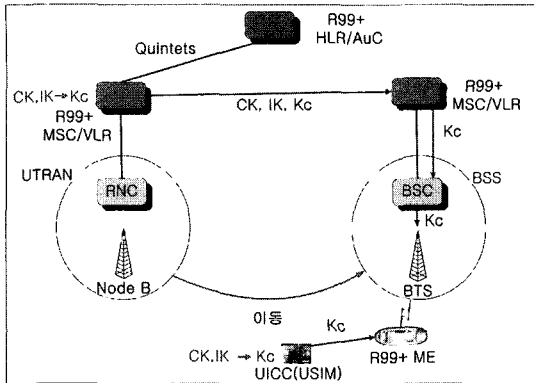 R99+
HLR/AuC
Quintets
CK,IK→Kc
R99+
MSC/VLR
CK, IK, Kc
R99+
MSC/VLR
Kc
UTRAN
BSS
RNC
BSC
Kc
Node B
BTS
이동
Kc
CK,IK → Kc
R99+ ME
UICC(USIM)